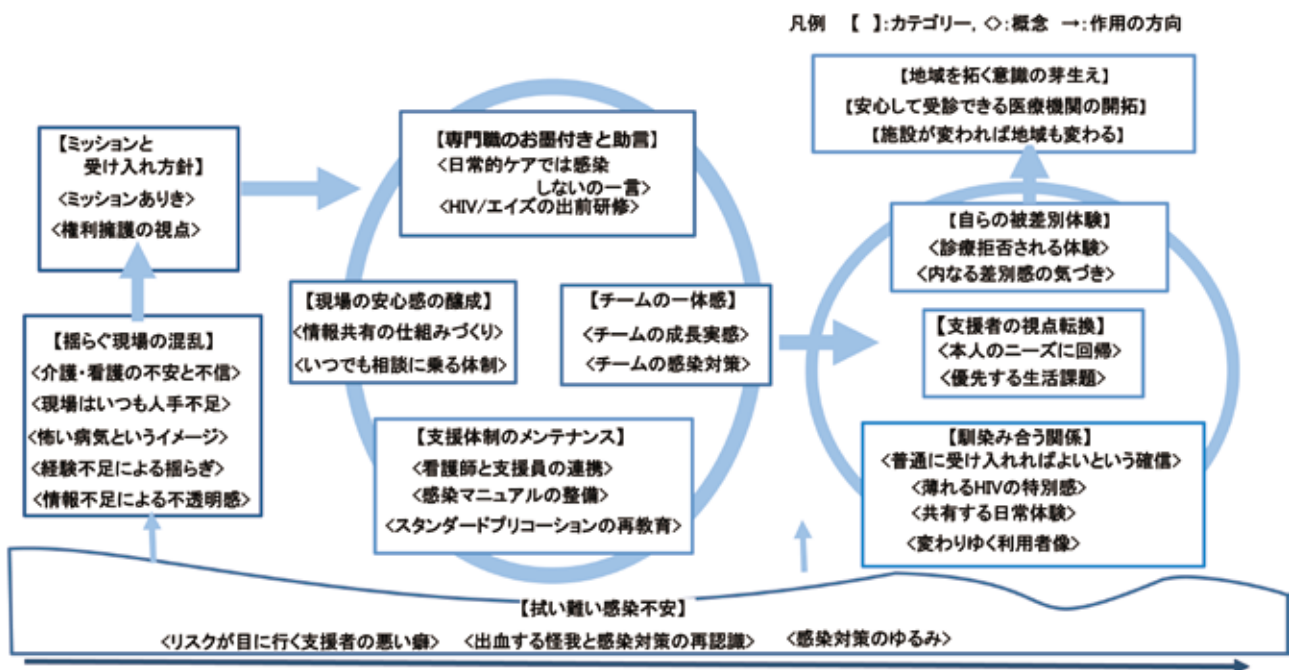 凡例 【 】:カテゴリー, ◇:概念 →:作用の方向
【ミッションと
受け入れ方針】
<ミッションありき>
<権利擁護の視点>
【揺らぐ現場の混乱】
<介護・看護の不安と不信>
<現場はいつも人手不足>
<怖い病気というイメージ>
<経験不足による揺らぎ>
<情報不足による不透明感>
【専門職のお墨付きと助言】
<日常的ケアでは感染
しないの一言>
<HIV/エイズの出前研修>
【現場の安心感の醸成】
<情報共有の仕組みづくり>
<いつでも相談に乗る体制>
【チームの一体感】
<チームの成長実感>
<チームの感染対策>
【支援体制のメンテナンス】
<看護師と支援員の連携>
<感染マニュアルの整備>
<スタンダードプリコーションの再教育>
【地域を拓く意識の芽生え】
【安心して受診できる医療機関の開拓】
【施設が変われば地域も変わる】
【自らの被差別体験】
<診療拒否される体験>
<内なる差別感の気づき>
【支援者の視点転換】
<本人のニーズに回帰>
<優先する生活課題>
【馴染み合う関係】
<普通に受け入れればよいという確信>
<薄れるHIVの特別感>
<共有する日常体験>
<変わりゆく利用者像>
【拭い難い感染不安】
<リスクが目に行く支援者の悪い癖> <出血する怪我と感染対策の再認識> <感染対策のゆるみ>